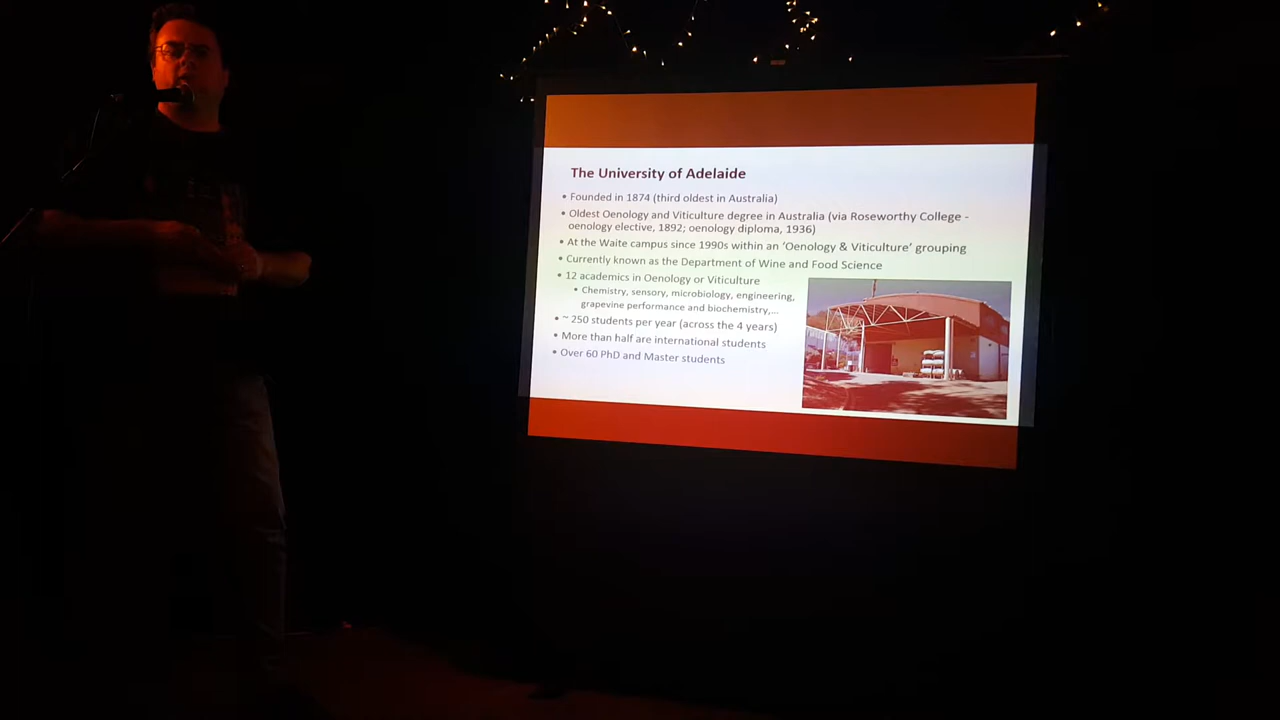 The University of Adelaide
• Founded in 1874 (third oldest in Australia)
• Oldest Oenology and Viticulture degree in Australia (via Roseworthy College -
oenology elective, 1892; oenology diploma, 1936)
• At the Waite campus since 1990s within an ‘Oenology & Viticulture’ grouping
• Currently known as the Department of Wine and Food Science
• 12 academics in Oenology or Viticulture
• Chemistry, sensory, microbiology, engineering,
grapevine performance and biochemistry,...
• ~ 250 students per year (across the 4 years)
• More than half are international students
• Over 60 PhD and Master students